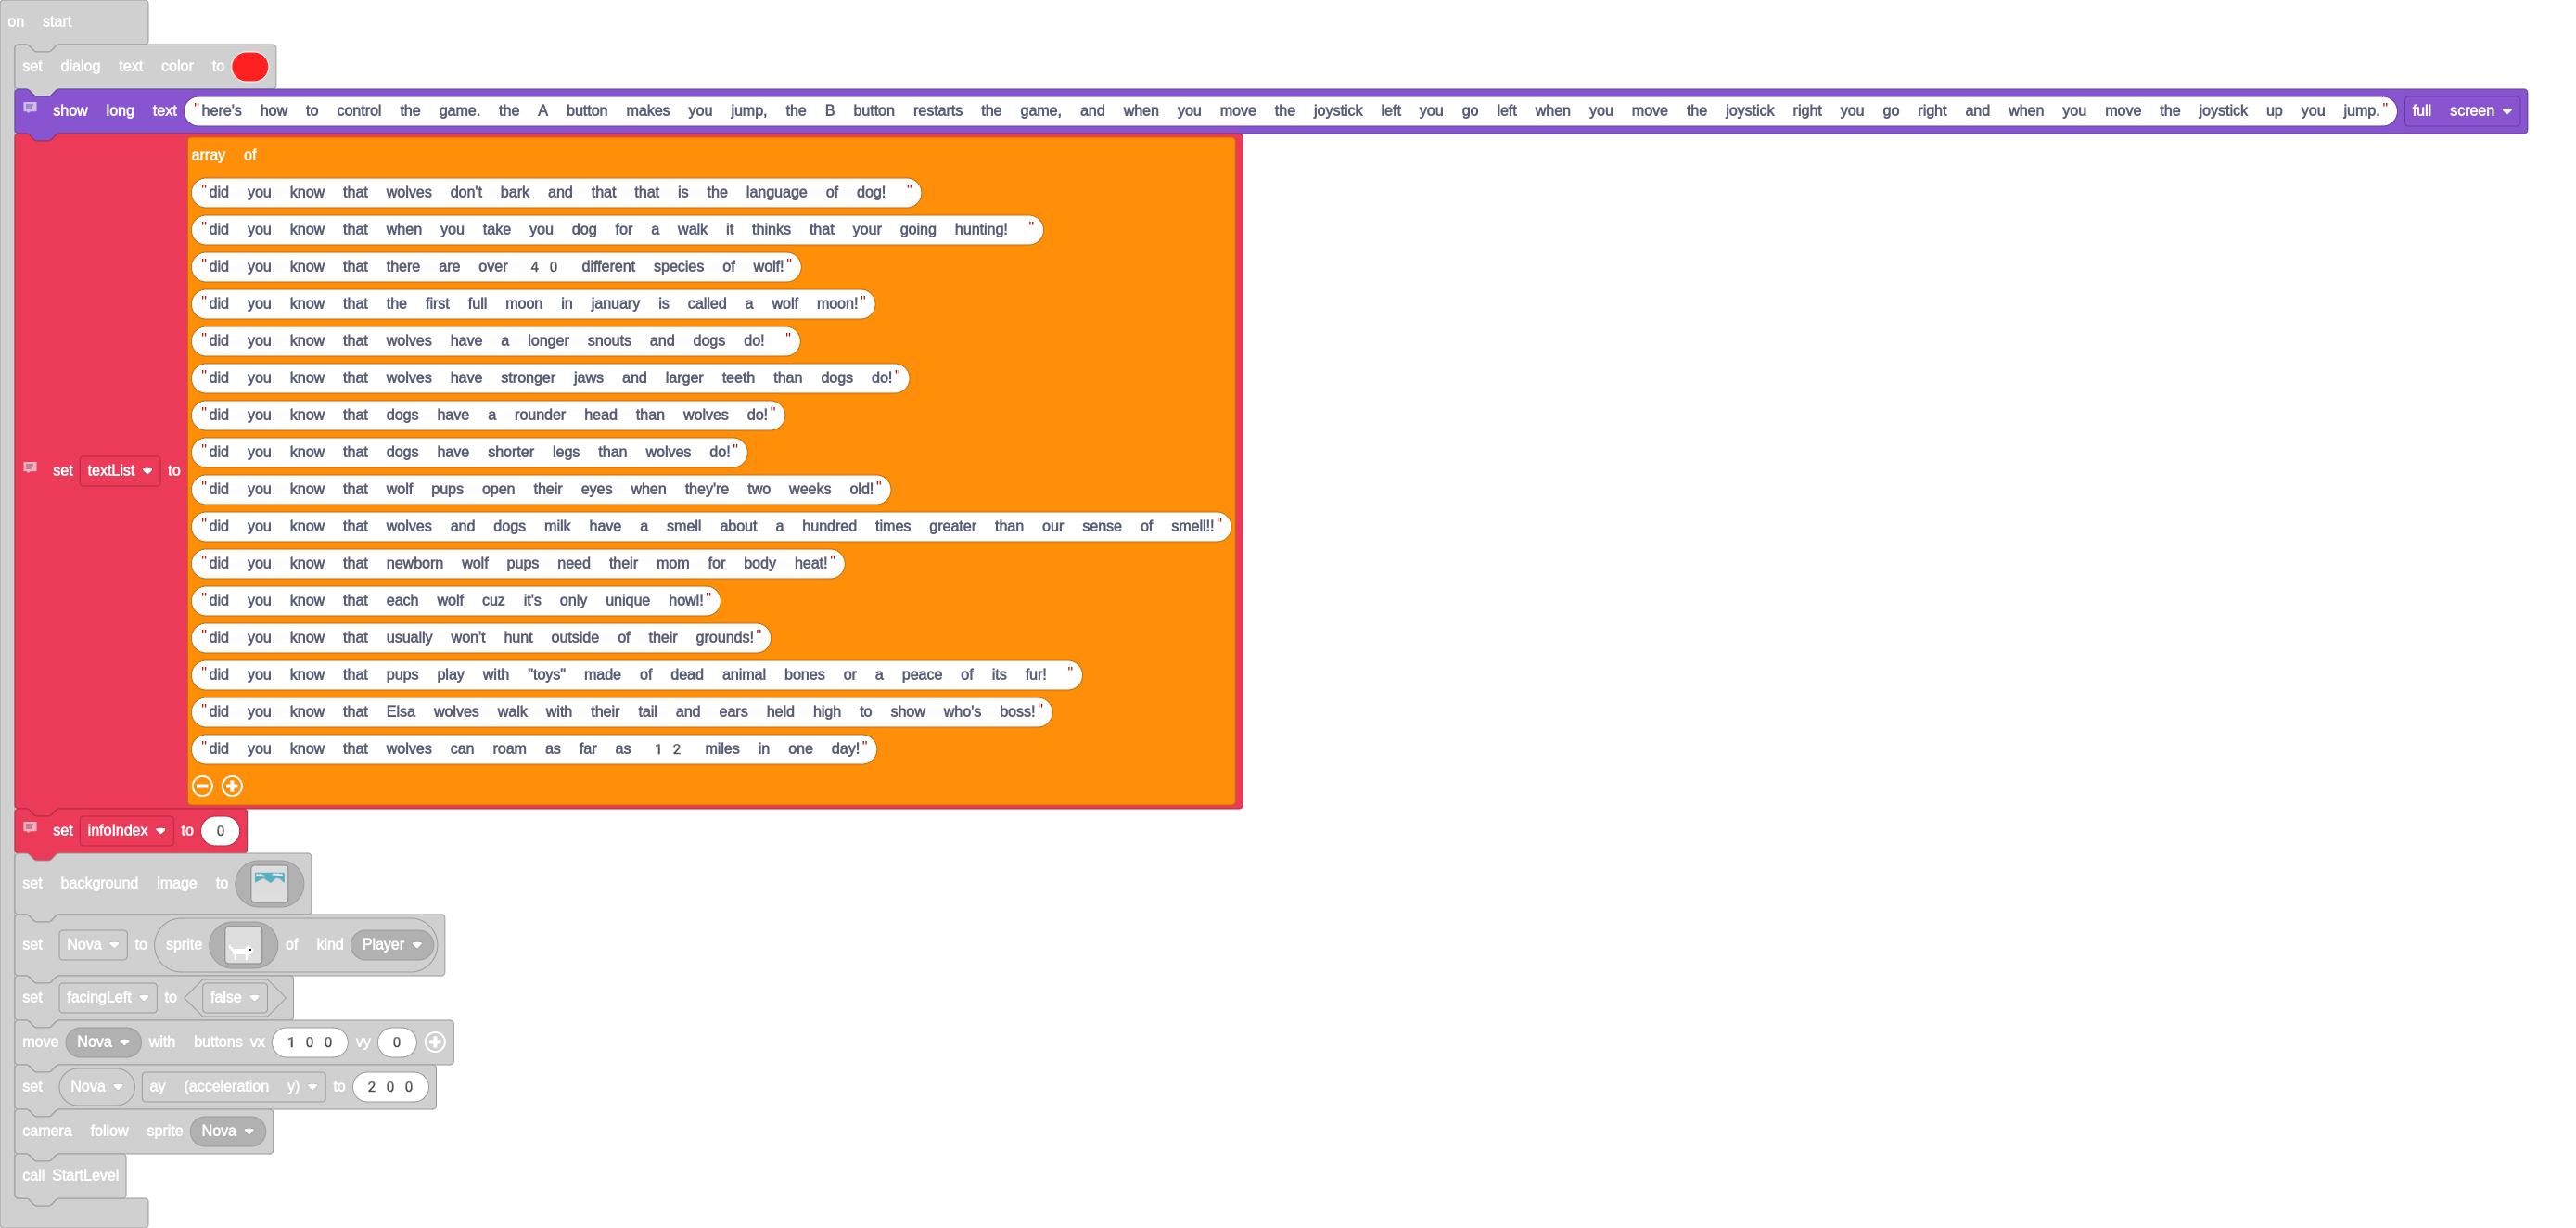 on start
set dialog text color to
show long text "here's how to control the game. the A button makes you jump, the B button restarts the game, and when you move the joystick left you go left when you move the joystick right you go right and when you move the joystick up you jump." full screen
array of
"did you know that wolves don't bark and that that is the language of dog! "
"did you know that when you take you dog for a walk it thinks that your going hunting! "
"did you know that there are over 40 different species of wolf!"
"did you know that the first full moon in january is called a wolf moon!"
"did you know that wolves have a longer snouts and dogs do! "
"did you know that wolves have stronger jaws and larger teeth than dogs do!"
"did you know that dogs have a rounder head than wolves do!"
"did you know that dogs have shorter legs than wolves do!"
set textList to
"did you know that wolf pups open their eyes when they're two weeks old!"
"did you know that wolves and dogs milk have a smell about a hundred times greater than our sense of smell!!"
"did you know that newborn wolf pups need their mom for body heat!"
"did you know that each wolf cuz it's only unique howl!"
"did you know that usually won't hunt outside of their grounds!"
"did you know that pups play with "toys" made of dead animal bones or a peace of its fur! "
"did you know that Elsa wolves walk with their tail and ears held high to show who's boss!"
"did you know that wolves can roam as far as 12 miles in one day!"
set infoIndex to 0
set background image to
set Nova to sprite of kind Player
set facingLeft to false
move Nova with buttons vx 100 vy 0
set Nova ay (acceleration y) to 200
camera follow sprite Nova
call StartLevel